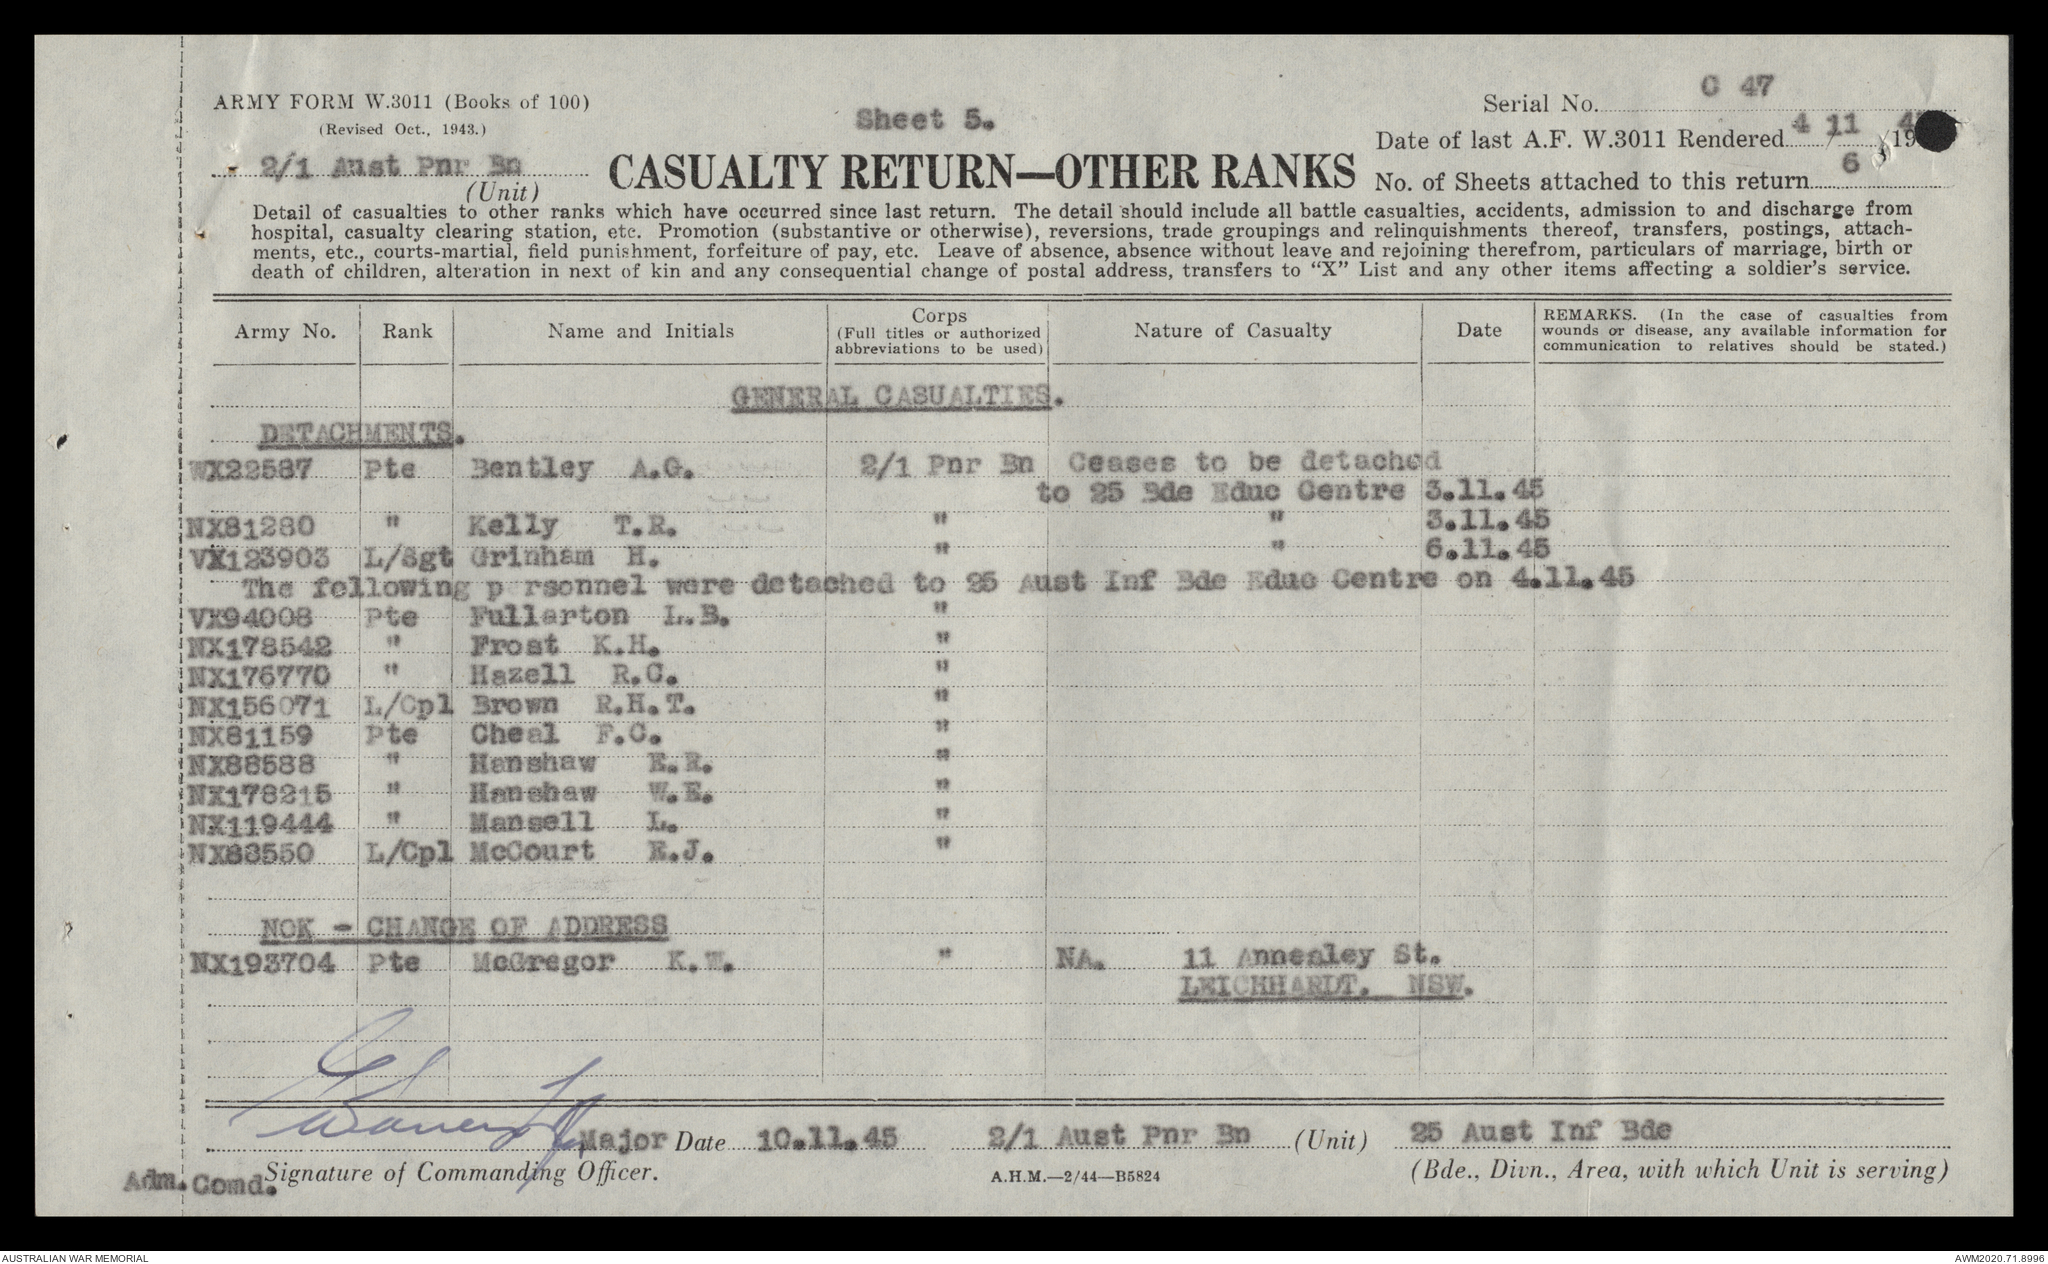 ARMY FORM W.3011 (Books of 100)
(Revised Oct., 1943.)
Sheet 5.
Serial No. C 47
Date of last A.F. W.3011 Rendered 4 / 11 / 194
2/1 Aust Pnr Bn
(Unit)
CASUALTY RETURN—OTHER RANKS
No. of Sheets attached to this return 6
Detail of casualties to other ranks which have occurred since last return. The detail should include all battle casualties, accidents, admission to and discharge from
hospital, casualty clearing station, etc. Promotion (substantive or otherwise), reversions, trade groupings and relinquishments thereof, transfers, postings, attach-
ments, etc., courts-martial, field punishment, forfeiture of pay, etc. Leave of absence, absence without leave and rejoining therefrom, particulars of marriage, birth or
death of children, alteration in next of kin and any consequential change of postal address, transfers to "X" List and any other items affecting a soldier's service.
Army No. Rank Name and Initials Corps (Full titles or authorized abbreviations to be used) Nature of Casualty Date REMARKS. (In the case of casualties from wounds or disease, any available information for communication to relatives should be stated.)
GENERAL CASUALTIES.
DETACHMENTS.
WX22587 Pte Bentley A.G. 2/1 Pnr Bn Ceases to be detached
to 25 Bde Educ Centre 3.11.45
NX81280 " Kelly T.R. " " 3.11.45
VX123903 L/Sgt Grinham H. " " 6.11.45
The following personnel were detached to 25 Aust Inf Bde Educ Centre on 4.11.45
VX94008 Pte Fullarton L.B. "
NX178542 " Frost K.H. "
NX176770 " Hazell R.C. "
NX156071 L/Cpl Brown R.H.T. "
NX81159 Pte Cheal F.C. "
NX88588 " Hanshaw E.R. "
NX178215 " Hanshaw W.E. "
NX119444 " Mansell L. "
NX88550 L/Cpl McCourt E.J. "
NOK - CHANGE OF ADDRESS
NX193704 Pte McGregor K.W. " NA. 11 Annesley St.
LEICHHARDT. NSW.
Major Date 10.11.45 2/1 Aust Pnr Bn (Unit) 25 Aust Inf Bde
Adm. Comd. Signature of Commanding Officer. A.H.M.—2/44—B5824 (Bde., Divn., Area, with which Unit is serving)
AUSTRALIAN WAR MEMORIAL AWM2020.71.8996